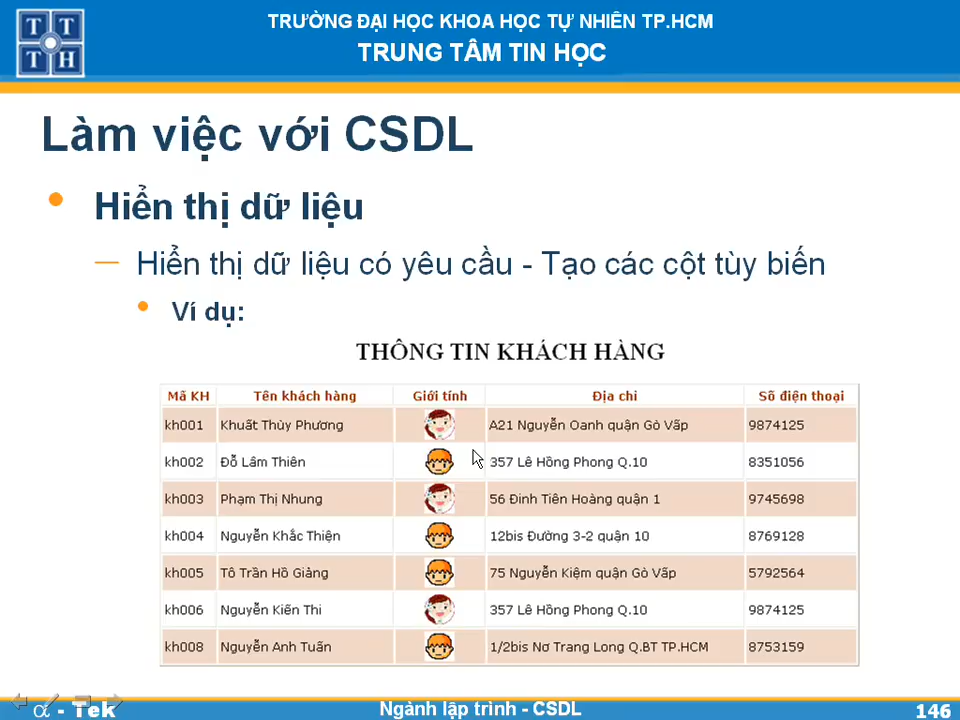 TRƯỜNG ĐẠI HỌC KHOA HỌC TỰ NHIÊN TP.HCM
T T
T H
TRUNG TÂM TIN HỌC
Làm việc với CSDL
Hiển thị dữ liệu
Hiển thị dữ liệu có yêu cầu - Tạo các cột tùy biến
Ví dụ:
THÔNG TIN KHÁCH HÀNG
Mã KH Tên khách hàng Giới tính Địa chỉ Số điện thoại
kh001 Khuất Thùy Phương A21 Nguyễn Oanh quận Gò Vấp 9874125
kh002 Đỗ Lâm Thiên 357 Lê Hồng Phong Q.10 8351056
kh003 Phạm Thị Nhung 56 Đinh Tiên Hoàng quận 1 9745698
kh004 Nguyễn Khắc Thiện 12bis Đường 3-2 quận 10 8769128
kh005 Tô Trần Hồ Giảng 75 Nguyễn Kiệm quận Gò Vấp 5792564
kh006 Nguyễn Kiến Thi 357 Lê Hồng Phong Q.10 9874125
kh008 Nguyễn Anh Tuấn 1/2bis Nơ Trang Long Q.BT TP.HCM 8753159
α - Tek Ngành lập trình - CSDL 146